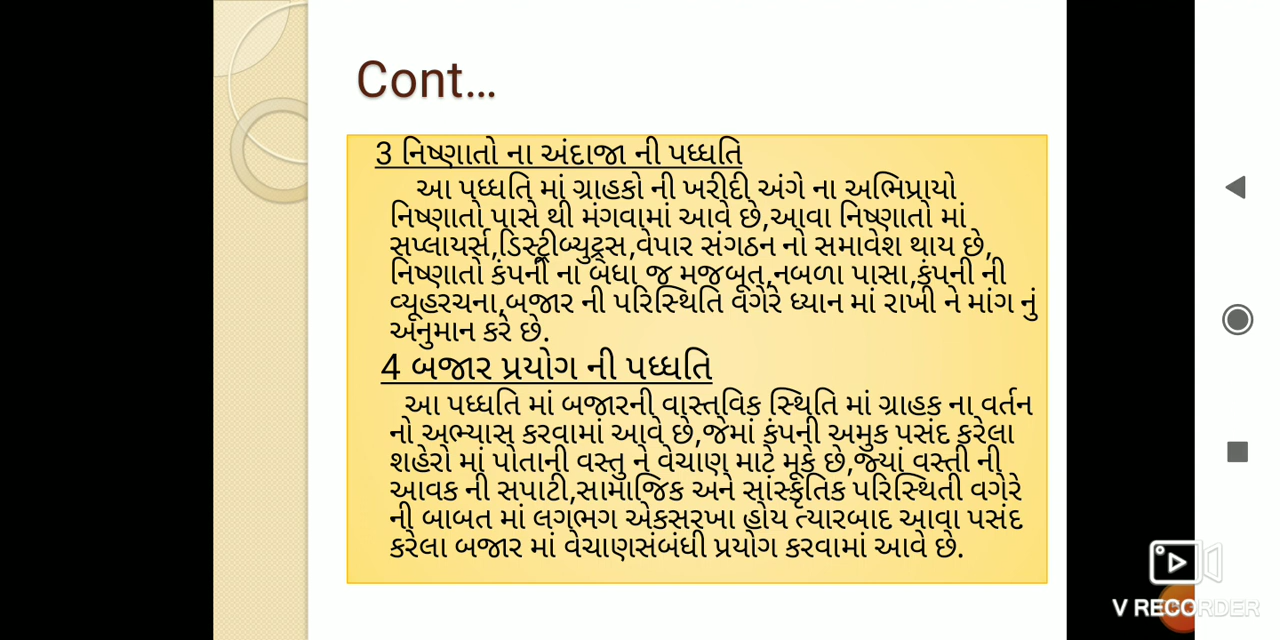 Cont...
3 નિષ્ણાતો ના અંદાજા ની પધ્ધતિ
આ પધ્ધતિ માં ગ્રાહકો ની ખરીદી અંગે ના અભિપ્રાયો
નિષ્ણાતો પાસે થી મંગવામાં આવે છે,આવા નિષ્ણાતો માં
સપ્લાયર્સ,ડિસ્ટ્રીબ્યુટ્ર્સ,વેપાર સંગઠન નો સમાવેશ થાય છે,
નિષ્ણાતો કંપની ના બધા જ મજબૂત,નબળા પાસા,કંપની ની
વ્યૂહરચના,બજાર ની પરિસ્થિતિ વગેરે ધ્યાન માં રાખી ને માંગ નું
અનુમાન કરે છે.
4 બજાર પ્રયોગ ની પધ્ધતિ
આ પધ્ધતિ માં બજારની વાસ્તવિક સ્થિતિ માં ગ્રાહક ના વર્તન
નો અભ્યાસ કરવામાં આવે છે,જેમાં કંપની અમુક પસંદ કરેલા
શહેરો માં પોતાની વસ્તુ ને વેચાણ માટે મૂકે છે,જ્યાં વસ્તી ની
આવક ની સપાટી,સામાજિક અને સાંસ્કૃતિક પરિસ્થિતી વગેરે
ની બાબત માં લગભગ એકસરખા હોય ત્યારબાદ આવા પસંદ
કરેલા બજાર માં વેચાણસંબંધી પ્રયોગ કરવામાં આવે છે.
V RECORDER